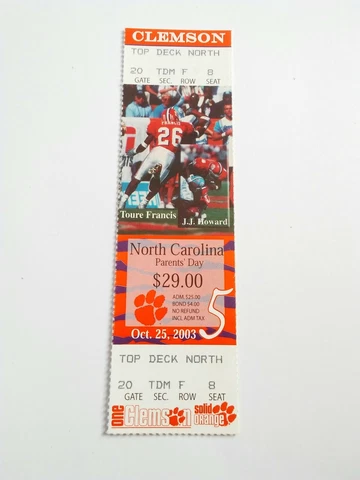 CLEMSON
TOP DECK NORTH
20 TDM F 8
GATE SEC. ROW SEAT
FRANCIS
26
Toure Francis
J.J. Howard
North Carolina
Parents' Day
$29.00
ADM. $25.00
BOND $4.00
NO REFUND
INCL ADM TAX
5
Oct. 25, 2003
TOP DECK NORTH
20 TDM F 8
GATE SEC. ROW SEAT
one Clemson solid orange